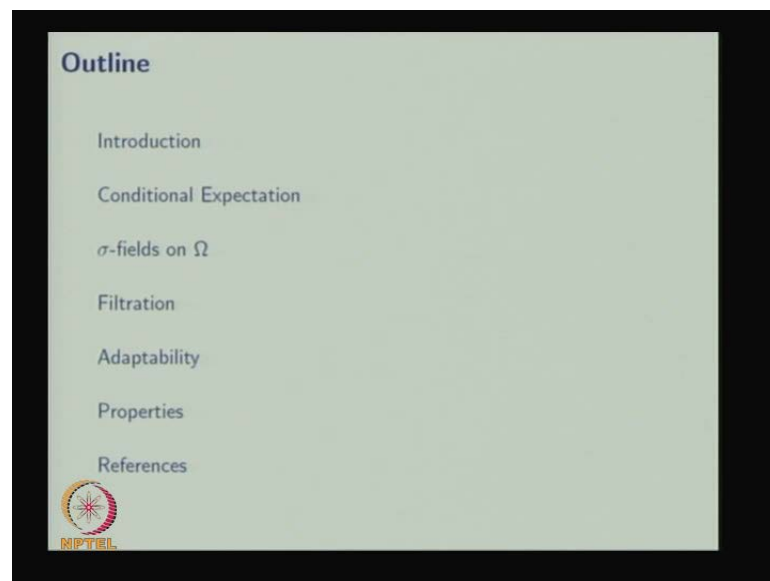 Outline
Introduction
Conditional Expectation
σ-fields on Ω
Filtration
Adaptability
Properties
References
NPTEL